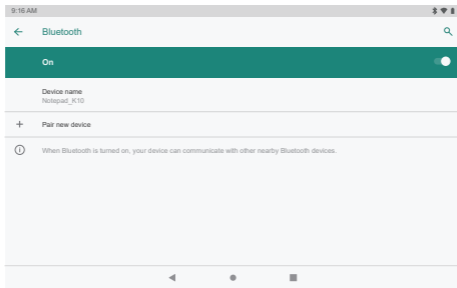 9:16 AM
Bluetooth
On
Device name
Notepad_K10
Pair new device
When Bluetooth is turned on, your device can communicate with other nearby Bluetooth devices.